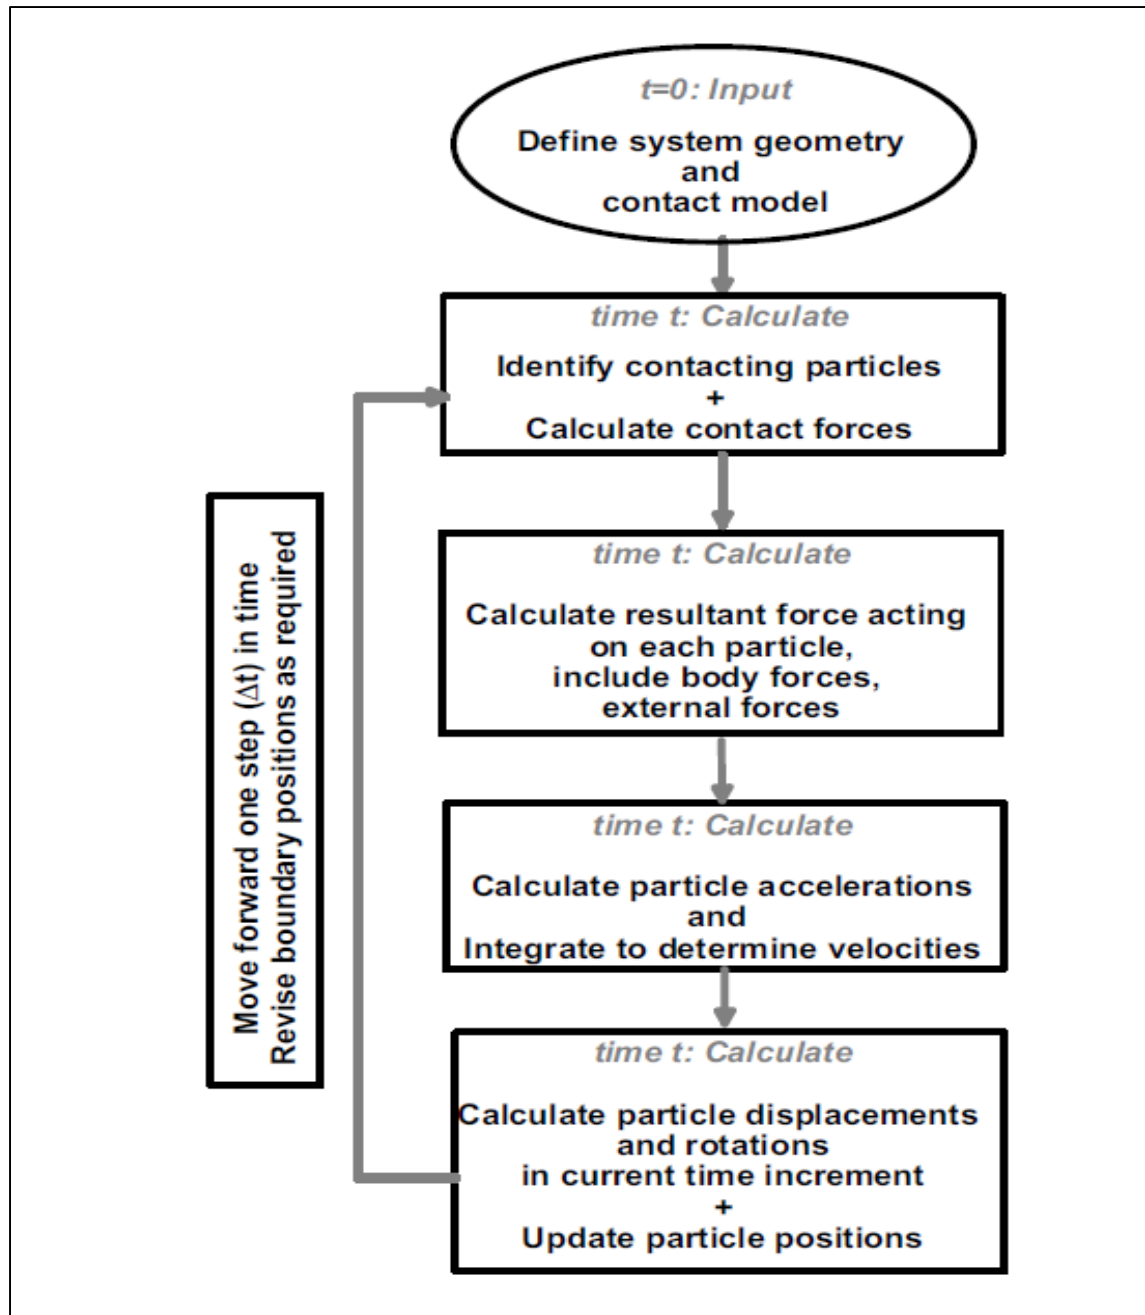 t=0: Input
Define system geometry
and
contact model
time t: Calculate
Identify contacting particles
+
Calculate contact forces
time t: Calculate
Calculate resultant force acting
on each particle,
include body forces,
external forces
time t: Calculate
Calculate particle accelerations
and
Integrate to determine velocities
time t: Calculate
Calculate particle displacements
and rotations
in current time increment
+
Update particle positions
Move forward one step (Δt) in time
Revise boundary positions as required